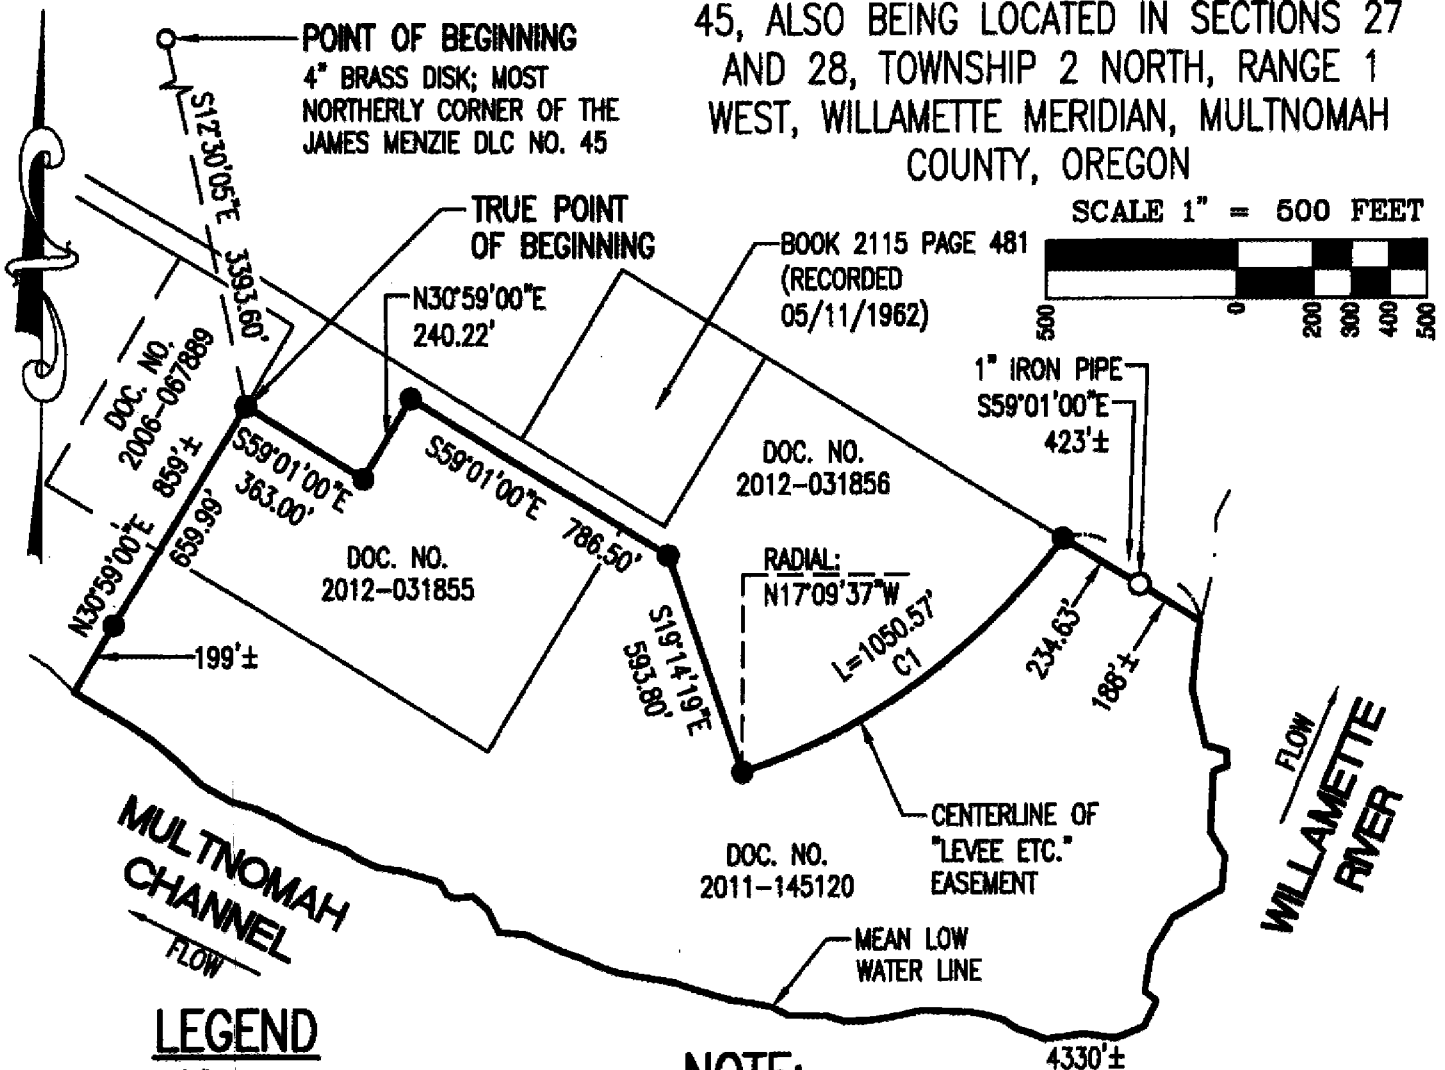 45, ALSO BEING LOCATED IN SECTIONS 27
AND 28, TOWNSHIP 2 NORTH, RANGE 1
WEST, WILLAMETTE MERIDIAN, MULTNOMAH
COUNTY, OREGON
SCALE 1" = 500 FEET
500
0
200
300
400
500
POINT OF BEGINNING
4" BRASS DISK; MOST
NORTHERLY CORNER OF THE
JAMES MENZIE DLC NO. 45
S12°30'05"E 3393.60'
TRUE POINT
OF BEGINNING
N30°59'00"E
240.22'
BOOK 2115 PAGE 481
(RECORDED
05/11/1962)
1" IRON PIPE
S59°01'00"E
423'±
DOC. NO.
2006-067889
N30°59'00"E 859'±
659.99'
199'±
S59°01'00"E
363.00'
S59°01'00"E 786.50'
DOC. NO.
2012-031855
DOC. NO.
2012-031856
RADIAL:
N17°09'37"W
S19°14'19"E
593.80'
L=1050.57'
C1
234.63'
188'±
CENTERLINE OF
"LEVEE ETC."
EASEMENT
DOC. NO.
2011-145120
MEAN LOW
WATER LINE
MULTNOMAH
CHANNEL
FLOW
FLOW
WILLAMETTE
RIVER
4330'±
LEGEND
NOTE: